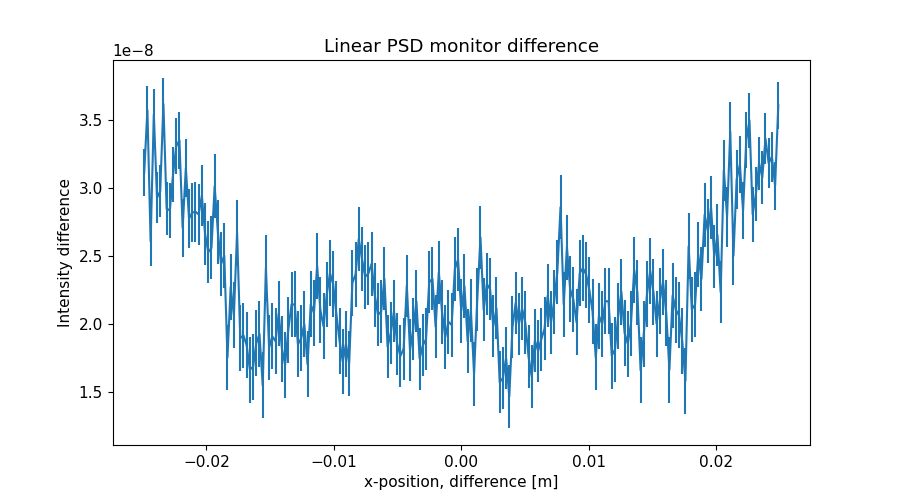 Linear PSD monitor difference
1e−8
3.5
3.0
2.5
2.0
1.5
Intensity difference
−0.02
−0.01
0.00
0.01
0.02
x-position, difference [m]